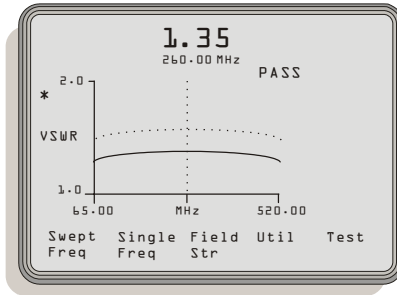 1.35
260.00 MHz
PASS
2.0
*
VSWR
1.0
65.00 MHz 520.00
Swept Single Field Util Test
Freq Freq Str